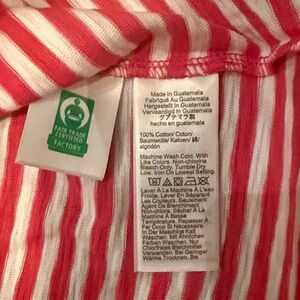 FAIR TRADE
CERTIFIED
FACTORY
Made In Guatemala
Fabriqué Au Guatemala
Hergestellt In Guatemala
Vervaardigd In Guatemala
グアテマラ製
hecho en guatemala
100% Cotton/ Coton/
Baumwolle/ Katoen/ 綿/
algodón
Machine Wash Cold. With
Like Colors. Non-chlorine
Bleach Only, Tumble Dry
Low. Iron On Lowest Setting.
Laver À La Machine À L'eau
Froide. Laver En Séparant
Les Couleurs. Seulement
Agent De Blanchiment
Non-chlore. Sécher À La
Machine À Basse
Température. Repasser À
Fer Doux Si Nécessaire.
In Der Maschine Kalt
Waschen. Mit Ähnlichen
Farben Waschen. Nur
Chlorfreies Bleichmittel
Verwenden. Bei Geringer
Wärme Trocknen. Bei